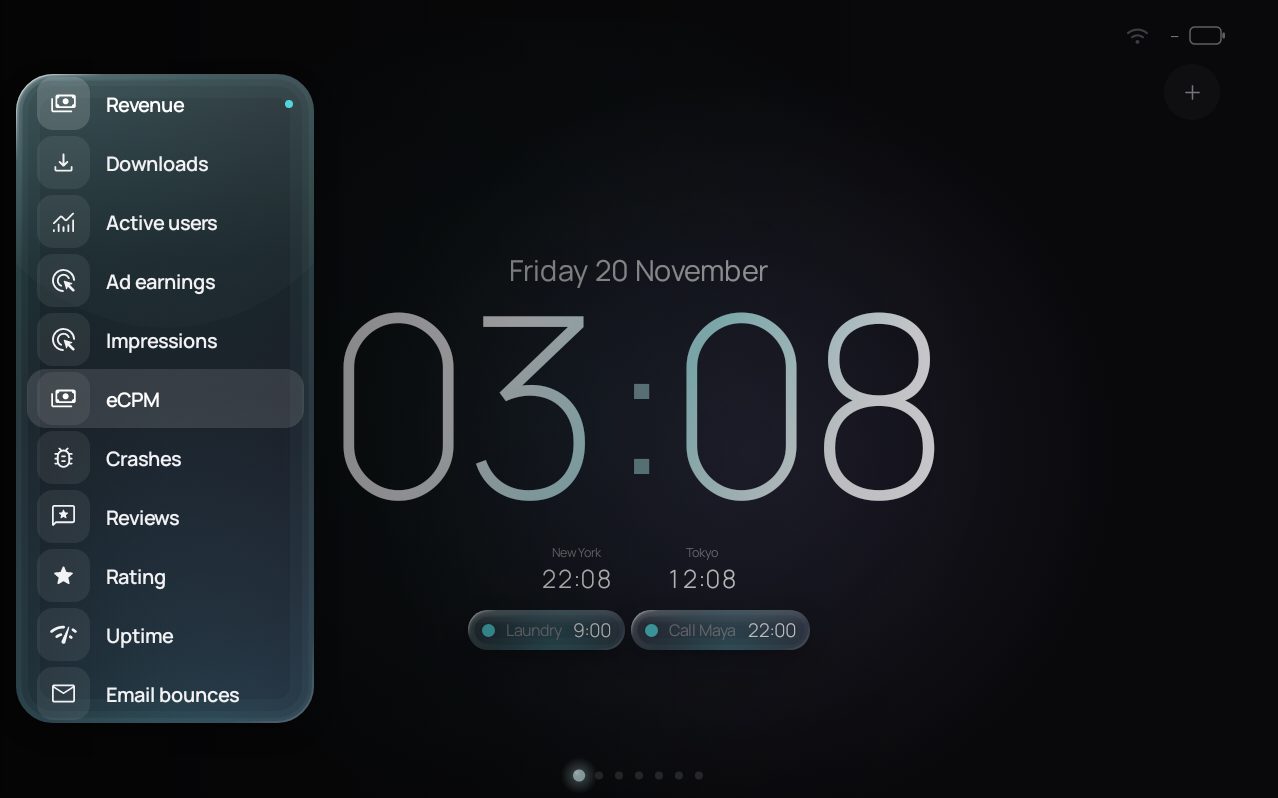 Revenue
Downloads
Active users
Ad earnings
Impressions
eCPM
Crashes
Reviews
Rating
Uptime
Email bounces
–
+
Friday 20 November
03:08
New York
22:08
Tokyo
12:08
Laundry 9:00
Call Maya 22:00